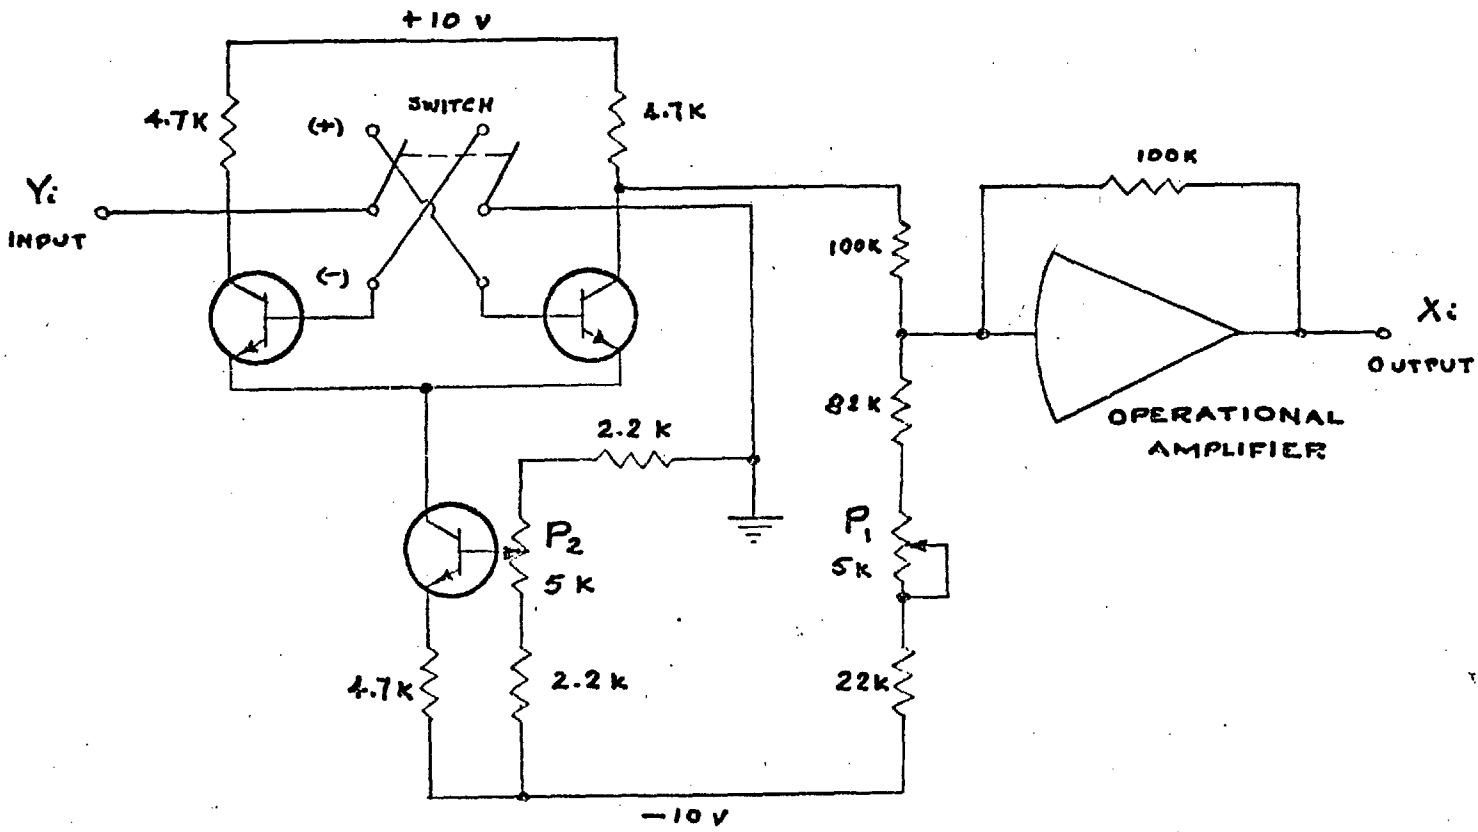 +10 V
SWITCH
4.7K
(+)
4.7K
100K
Yi
INPUT
100K
(-)
Xi
OUTPUT
82K
2.2 K
OPERATIONAL
AMPLIFIER
P2
5 K
P1
5K
4.7K
2.2K
22K
-10 V